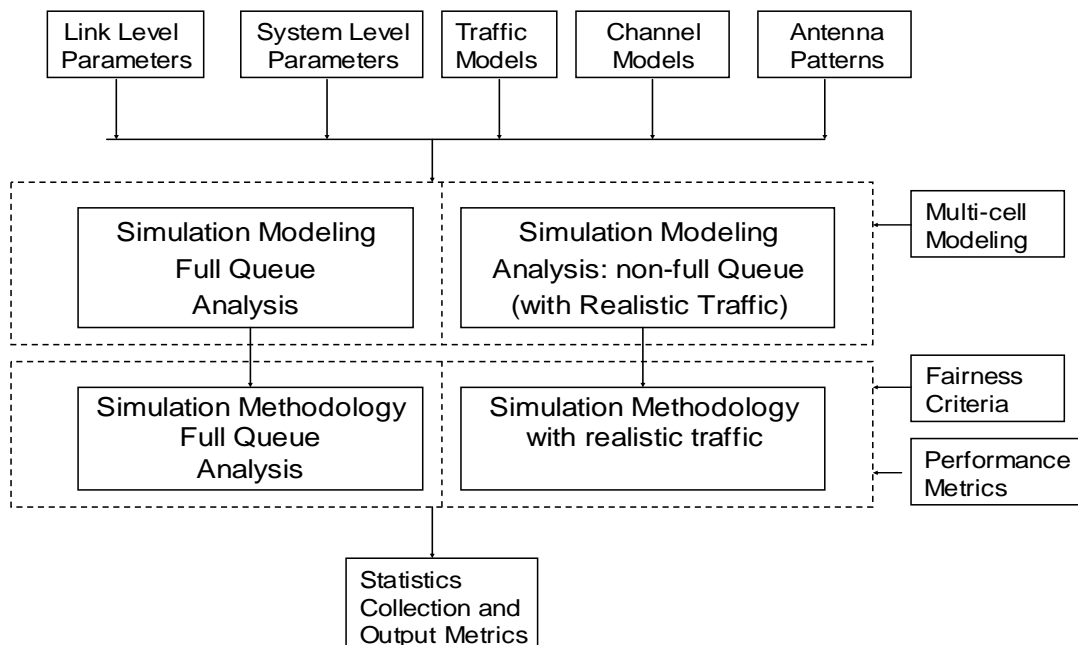 Link Level
Parameters
System Level
Parameters
Traffic
Models
Channel
Models
Antenna
Patterns
Simulation Modeling
Full Queue
Analysis
Simulation Modeling
Analysis: non-full Queue
(with Realistic Traffic)
Multi-cell
Modeling
Simulation Methodology
Full Queue
Analysis
Simulation Methodology
with realistic traffic
Fairness
Criteria
Performance
Metrics
Statistics
Collection and
Output Metrics